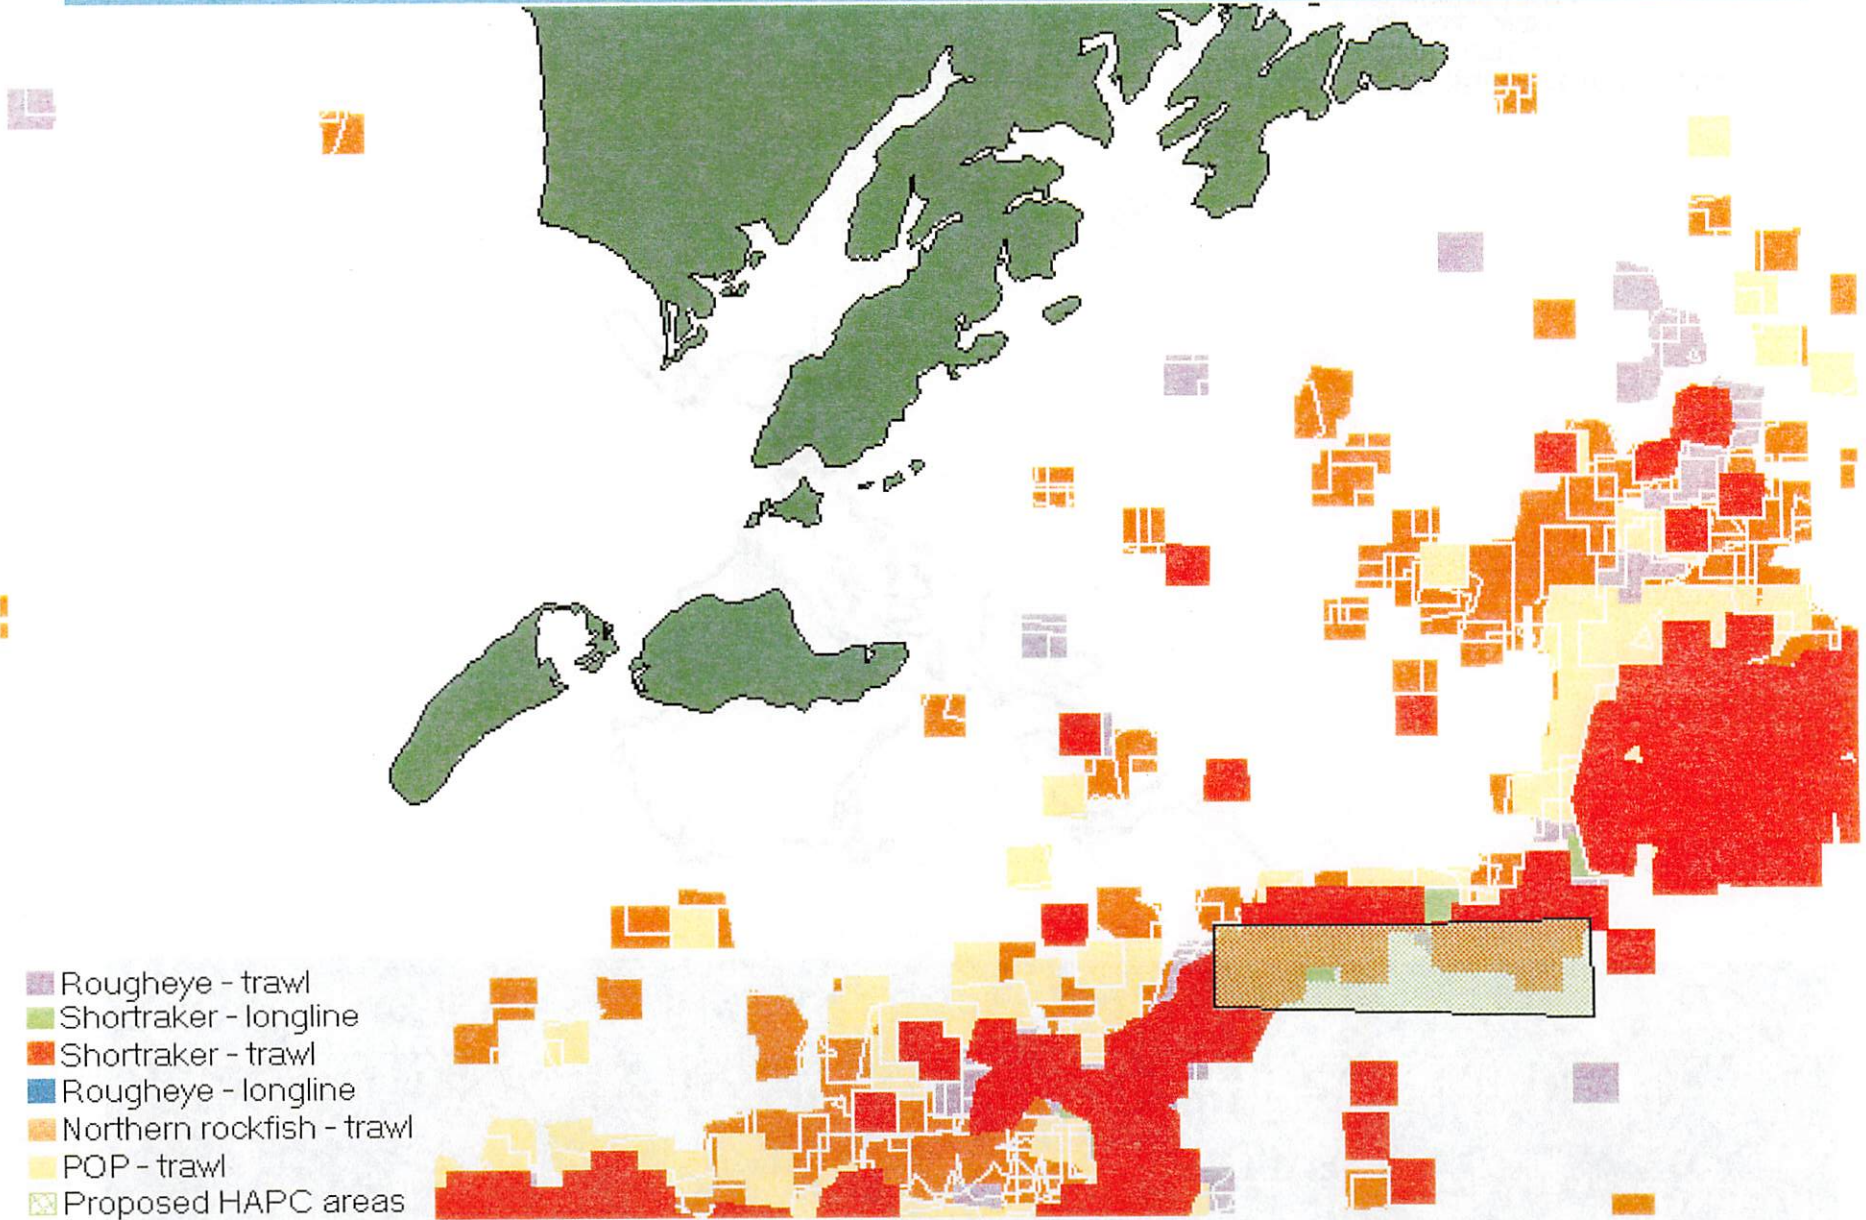 Rougheye - trawl
Shortraker - longline
Shortraker - trawl
Rougheye - longline
Northern rockfish - trawl
POP - trawl
Proposed HAPC areas